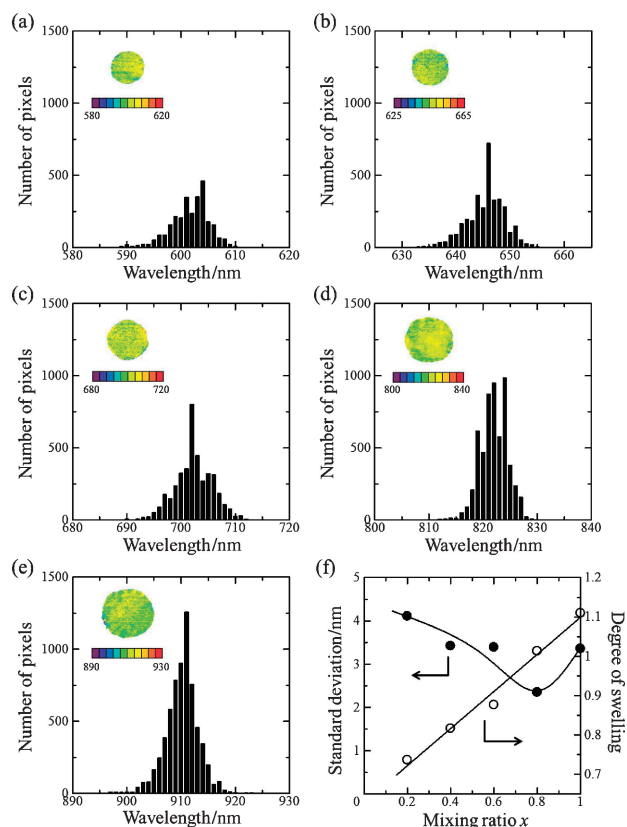 (a)
1500
1000
500
0
Number of pixels
580
620
580 590 600 610 620
Wavelength/nm
(b)
1500
1000
500
0
Number of pixels
625
665
630 640 650 660
Wavelength/nm
(c)
1500
1000
500
0
Number of pixels
680
720
680 690 700 710 720
Wavelength/nm
(d)
1500
1000
500
0
Number of pixels
800
840
800 810 820 830 840
Wavelength/nm
(e)
1500
1000
500
0
Number of pixels
890
930
890 900 910 920 930
Wavelength/nm
(f)
5
4
3
2
1
0
Standard deviation/nm
1.2
1.1
1
0.9
0.8
0.7
Degree of swelling
0.2 0.4 0.6 0.8 1
Mixing ratio x